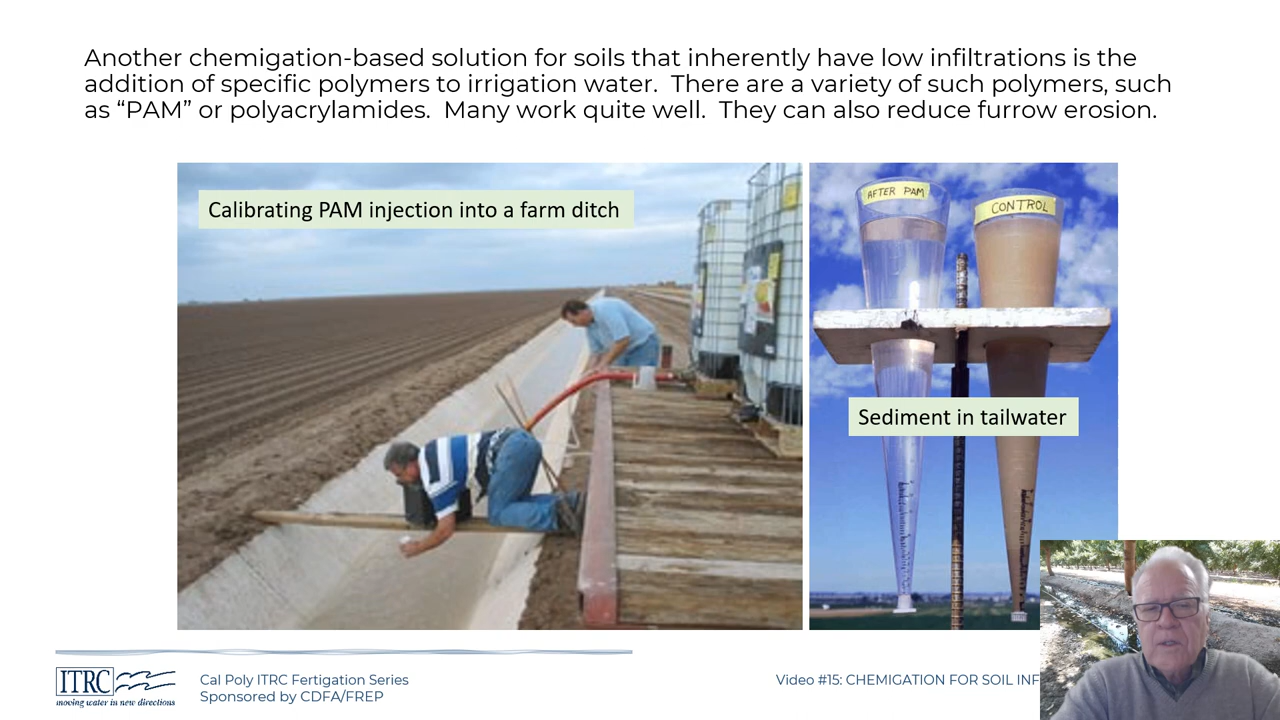 Another chemigation-based solution for soils that inherently have low infiltrations is the
addition of specific polymers to irrigation water.  There are a variety of such polymers, such
as “PAM” or polyacrylamides.  Many work quite well.  They can also reduce furrow erosion.
Calibrating PAM injection into a farm ditch
AFTER PAM
CONTROL
Sediment in tailwater
ITRC
moving water in new directions
Cal Poly ITRC Fertigation Series
Sponsored by CDFA/FREP
Video #15: CHEMIGATION FOR SOIL INF